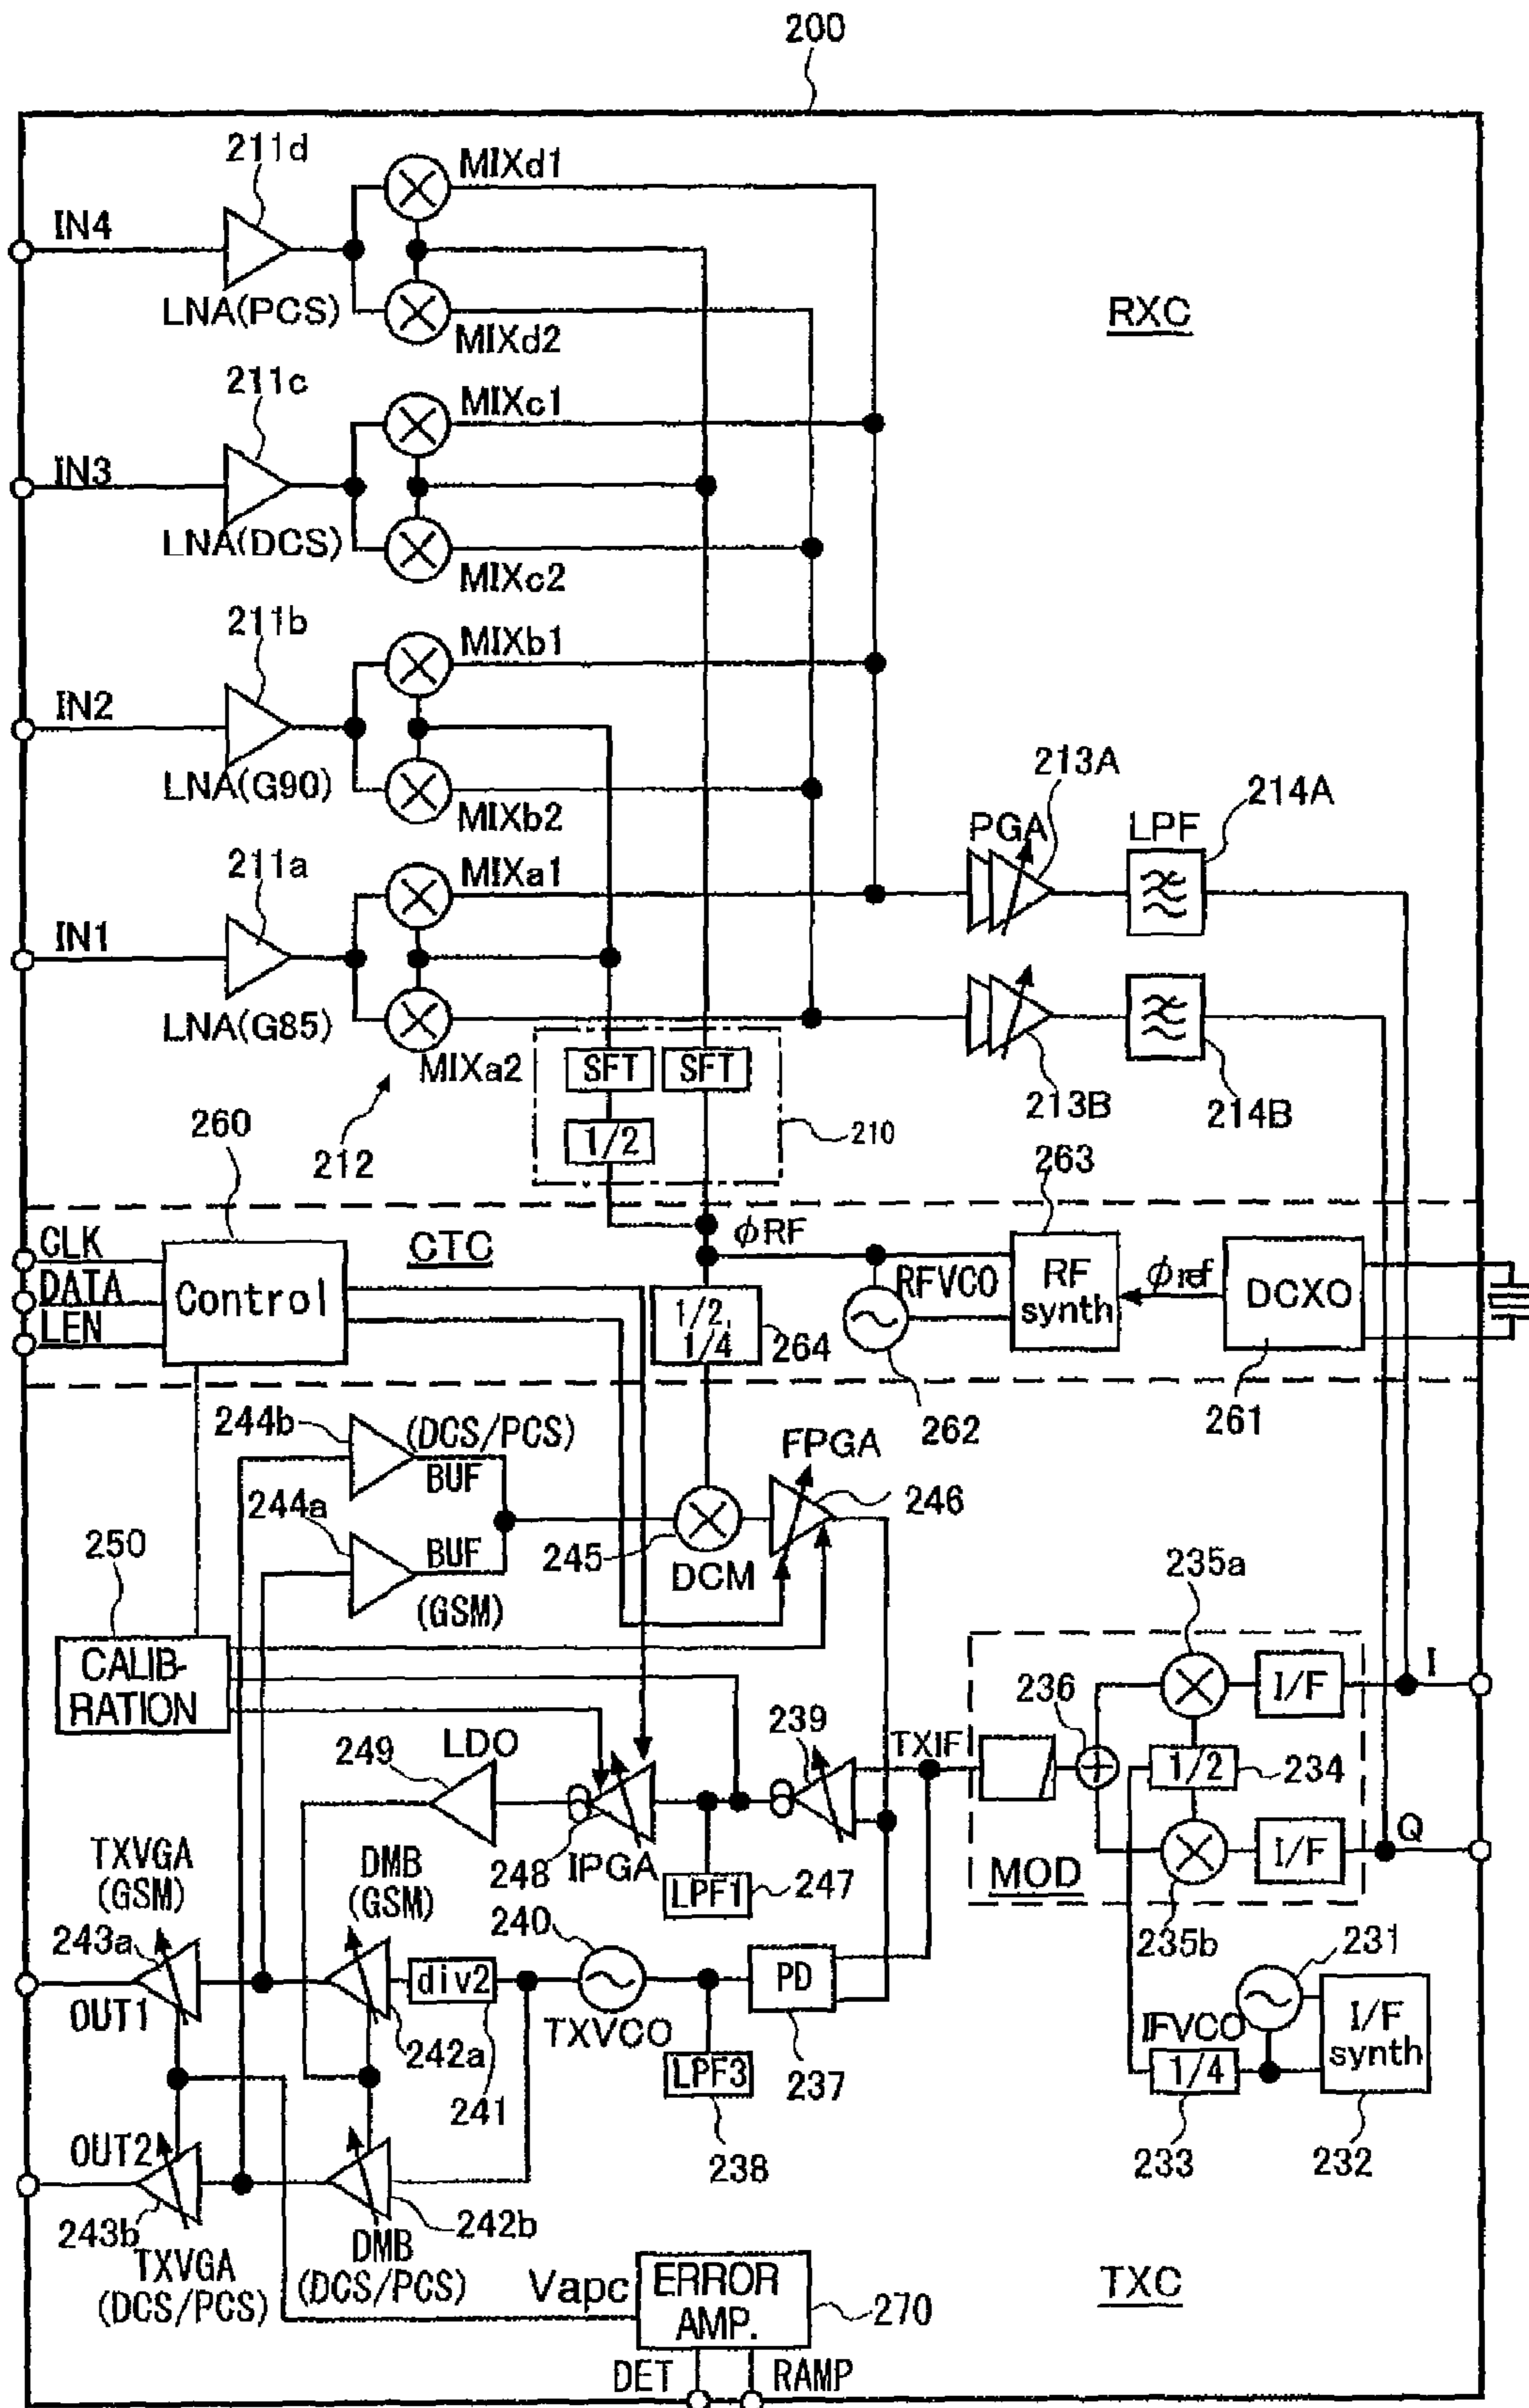 200
211d
MIXd1
IN4
LNA(PCS)
MIXd2
RXC
211c
MIXc1
IN3
LNA(DCS)
MIXc2
211b
MIXb1
IN2
LNA(G90)
MIXb2
213A
PGA
LPF
214A
211a
MIXa1
IN1
LNA(G85)
MIXa2
SFT
SFT
213B
214B
260
212
1/2
210
263
CLK
CTC
ϕRF
DATA
Control
RFVCO
RF
synth
ϕref
DCXO
LEN
1/2,
1/4
264
262
261
244b
(DCS/PCS)
BUF
FPGA
246
244a
BUF
245
DCM
250
(GSM)
235a
CALIB-
RATION
I/F
I
236
249
LDO
239
TXIF
1/2
234
TXVGA
(GSM)
DMB
(GSM)
248
IPGA
LPF1
247
MOD
I/F
Q
243a
240
235b
231
div2
PD
OUT1
242a
TXVCO
IFVCO
I/F
synth
241
LPF3
237
1/4
OUT2
238
233
232
243b
242b
TXVGA
(DCS/PCS)
DMB
(DCS/PCS)
Vapc
ERROR
AMP.
270
TXC
DET
RAMP